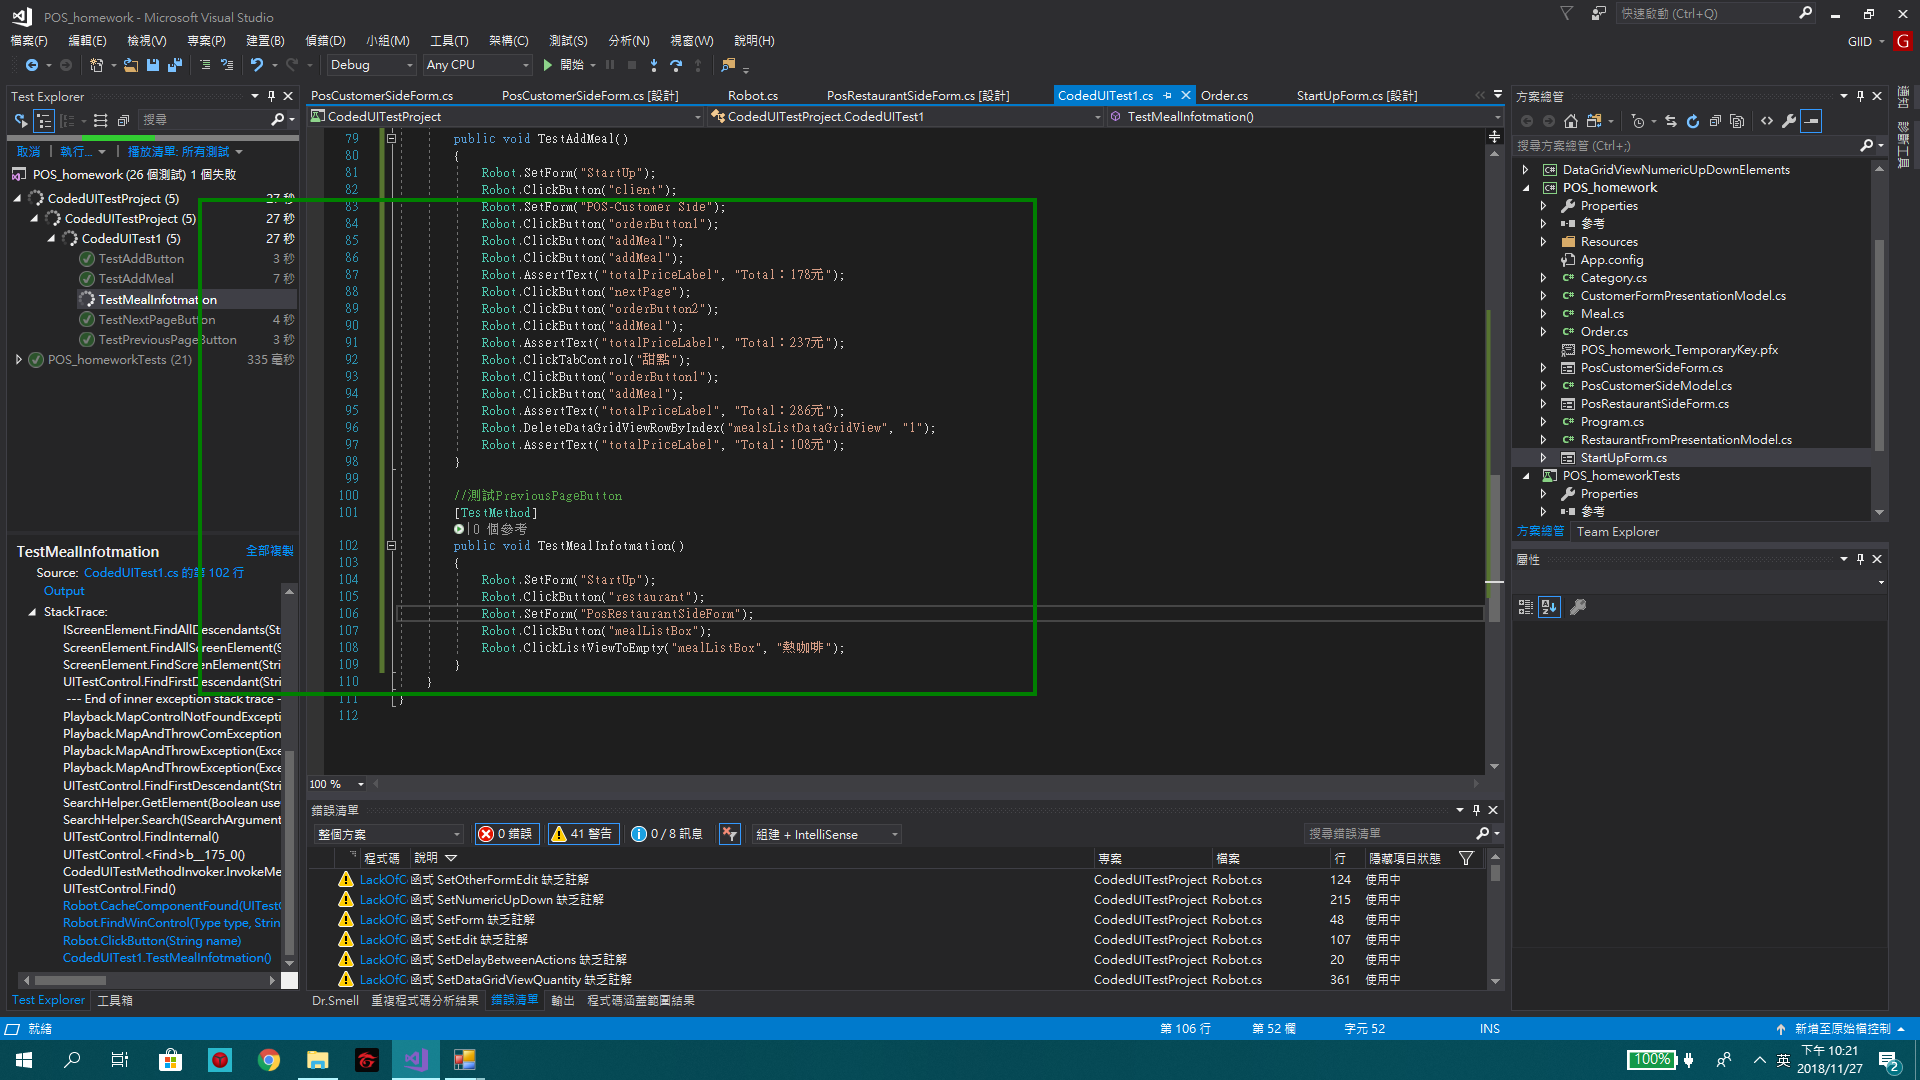 POS_homework - Microsoft Visual Studio
快速啟動 (Ctrl+Q)
檔案(F) 編輯(E) 檢視(V) 專案(P) 建置(B) 偵錯(D) 小組(M) 工具(T) 架構(C) 測試(S) 分析(N) 視窗(W) 說明(H)
GIID
G
Debug Any CPU 開始
Test Explorer
搜尋
取消 執行... 播放清單: 所有測試
POS_homework (26 個測試) 1 個失敗
CodedUITestProject (5) 27 秒
CodedUITestProject (5) 27 秒
CodedUITest1 (5) 27 秒
TestAddButton 3 秒
TestAddMeal 7 秒
TestMealInfotmation
TestNextPageButton 4 秒
TestPreviousPageButton 3 秒
POS_homeworkTests (21) 335 毫秒
TestMealInfotmation 全部複製
Source: CodedUITest1.cs 的第 102 行
Output
StackTrace:
IScreenElement.FindAllDescendants(Stri
ScreenElement.FindAllScreenElement(S
ScreenElement.FindScreenElement(Strin
UITestControl.FindFirstDescendant(Strin
--- End of inner exception stack trace -
Playback.MapControlNotFoundExcepti
Playback.MapAndThrowComException
Playback.MapAndThrowException(Exce
Playback.MapAndThrowException(Exce
UITestControl.FindFirstDescendant(Strin
SearchHelper.GetElement(Boolean use
SearchHelper.Search(ISearchArgument
UITestControl.FindInternal()
UITestControl.<Find>b__175_0()
CodedUITestMethodInvoker.InvokeMe
UITestControl.Find()
Robot.CacheComponentFound(UITestC
Robot.FindWinControl(Type type, String
Robot.ClickButton(String name)
CodedUITest1.TestMealInfotmation()
Test Explorer 工具箱
PosCustomerSideForm.cs PosCustomerSideForm.cs [設計] Robot.cs PosRestaurantSideForm.cs [設計] CodedUITest1.cs Order.cs StartUpForm.cs [設計]
CodedUITestProject CodedUITestProject.CodedUITest1 TestMealInfotmation()
79 public void TestAddMeal()
80 {
81 Robot.SetForm("StartUp");
82 Robot.ClickButton("client");
83 Robot.SetForm("POS-Customer Side");
84 Robot.ClickButton("orderButton1");
85 Robot.ClickButton("addMeal");
86 Robot.ClickButton("addMeal");
87 Robot.AssertText("totalPriceLabel", "Total：178元");
88 Robot.ClickButton("nextPage");
89 Robot.ClickButton("orderButton2");
90 Robot.ClickButton("addMeal");
91 Robot.AssertText("totalPriceLabel", "Total：237元");
92 Robot.ClickTabControl("甜點");
93 Robot.ClickButton("orderButton1");
94 Robot.ClickButton("addMeal");
95 Robot.AssertText("totalPriceLabel", "Total：286元");
96 Robot.DeleteDataGridViewRowByIndex("mealsListDataGridView", "1");
97 Robot.AssertText("totalPriceLabel", "Total：108元");
98 }
99
100 //測試PreviousPageButton
101 [TestMethod]
|0 個參考
102 public void TestMealInfotmation()
103 {
104 Robot.SetForm("StartUp");
105 Robot.ClickButton("restaurant");
106 Robot.SetForm("PosRestaurantSideForm");
107 Robot.ClickButton("mealListBox");
108 Robot.ClickListViewToEmpty("mealListBox", "熱咖啡");
109 }
110 }
111 }
112
100 %
錯誤清單
整個方案 0 錯誤 41 警告 0 / 8 訊息 組建 + IntelliSense 搜尋錯誤清單
程式碼 說明 專案 檔案 行 隱藏項目狀態
LackOfC 函式 SetOtherFormEdit 缺乏註解 CodedUITestProject Robot.cs 124 使用中
LackOfC 函式 SetNumericUpDown 缺乏註解 CodedUITestProject Robot.cs 215 使用中
LackOfC 函式 SetForm 缺乏註解 CodedUITestProject Robot.cs 48 使用中
LackOfC 函式 SetEdit 缺乏註解 CodedUITestProject Robot.cs 107 使用中
LackOfC 函式 SetDelayBetweenActions 缺乏註解 CodedUITestProject Robot.cs 20 使用中
LackOfC 函式 SetDataGridViewQuantity 缺乏註解 CodedUITestProject Robot.cs 361 使用中
Dr.Smell 重複程式碼分析結果 錯誤清單 輸出 程式碼涵蓋範圍結果
方案總管
搜尋方案總管 (Ctrl+;)
DataGridViewNumericUpDownElements
POS_homework
Properties
參考
Resources
App.config
Category.cs
CustomerFormPresentationModel.cs
Meal.cs
Order.cs
POS_homework_TemporaryKey.pfx
PosCustomerSideForm.cs
PosCustomerSideModel.cs
PosRestaurantSideForm.cs
Program.cs
RestaurantFromPresentationModel.cs
StartUpForm.cs
POS_homeworkTests
Properties
參考
方案總管 Team Explorer
屬性
通知
診斷工具
就緒 第 106 行 第 52 欄 字元 52 INS 新增至原始檔控制
100% 英 下午 10:21
2018/11/27
2